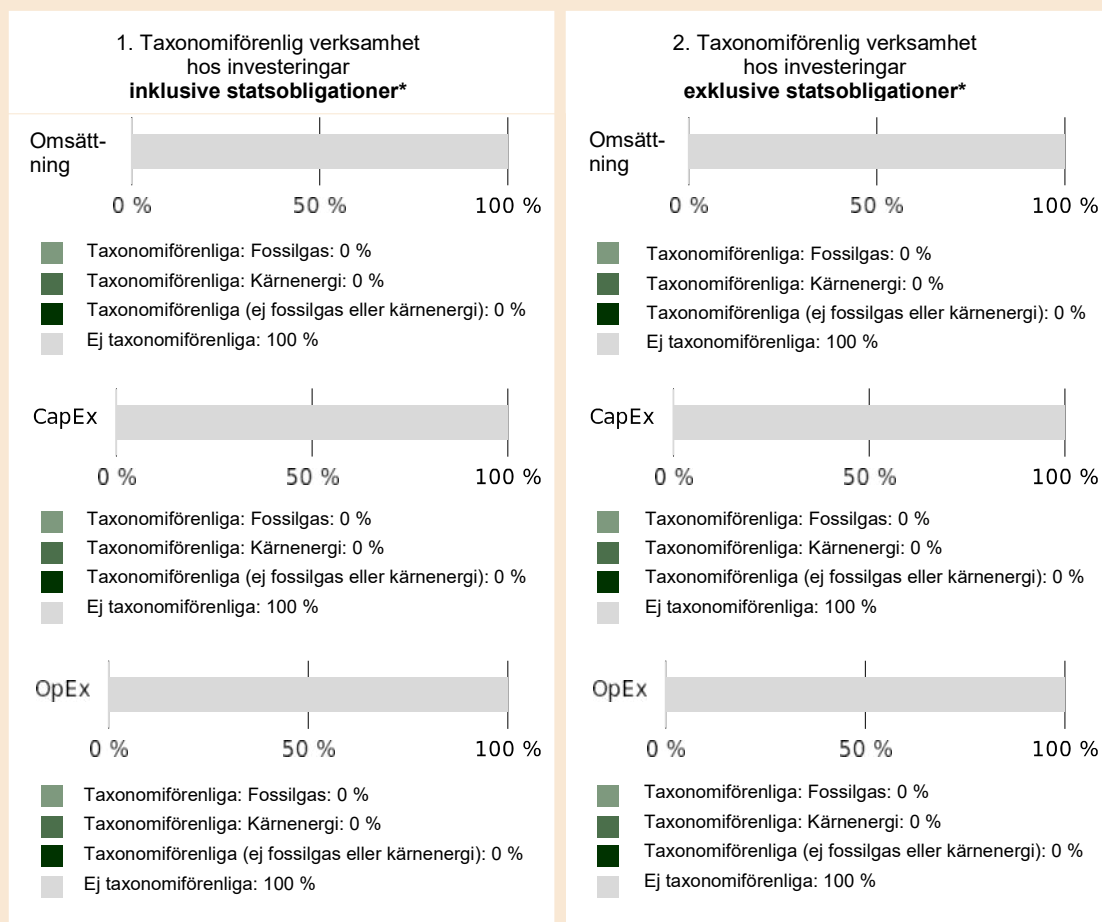 1. Taxonomiförenlig verksamhet
hos investeringar
inklusive statsobligationer*
Omsätt-
ning
0 % 50 % 100 %
Taxonomiförenliga: Fossilgas: 0 %
Taxonomiförenliga: Kärnenergi: 0 %
Taxonomiförenliga (ej fossilgas eller kärnenergi): 0 %
Ej taxonomiförenliga: 100 %
CapEx
0 % 50 % 100 %
Taxonomiförenliga: Fossilgas: 0 %
Taxonomiförenliga: Kärnenergi: 0 %
Taxonomiförenliga (ej fossilgas eller kärnenergi): 0 %
Ej taxonomiförenliga: 100 %
OpEx
0 % 50 % 100 %
Taxonomiförenliga: Fossilgas: 0 %
Taxonomiförenliga: Kärnenergi: 0 %
Taxonomiförenliga (ej fossilgas eller kärnenergi): 0 %
Ej taxonomiförenliga: 100 %
2. Taxonomiförenlig verksamhet
hos investeringar
exklusive statsobligationer*
Omsätt-
ning
0 % 50 % 100 %
Taxonomiförenliga: Fossilgas: 0 %
Taxonomiförenliga: Kärnenergi: 0 %
Taxonomiförenliga (ej fossilgas eller kärnenergi): 0 %
Ej taxonomiförenliga: 100 %
CapEx
0 % 50 % 100 %
Taxonomiförenliga: Fossilgas: 0 %
Taxonomiförenliga: Kärnenergi: 0 %
Taxonomiförenliga (ej fossilgas eller kärnenergi): 0 %
Ej taxonomiförenliga: 100 %
OpEx
0 % 50 % 100 %
Taxonomiförenliga: Fossilgas: 0 %
Taxonomiförenliga: Kärnenergi: 0 %
Taxonomiförenliga (ej fossilgas eller kärnenergi): 0 %
Ej taxonomiförenliga: 100 %